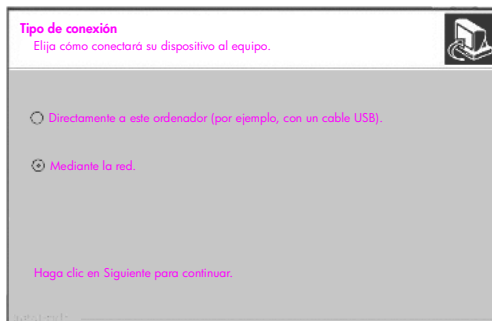 Tipo de conexión
Elija cómo conectará su dispositivo al equipo.
Directamente a este ordenador (por ejemplo, con un cable USB).
Mediante la red.
Haga clic en Siguiente para continuar.